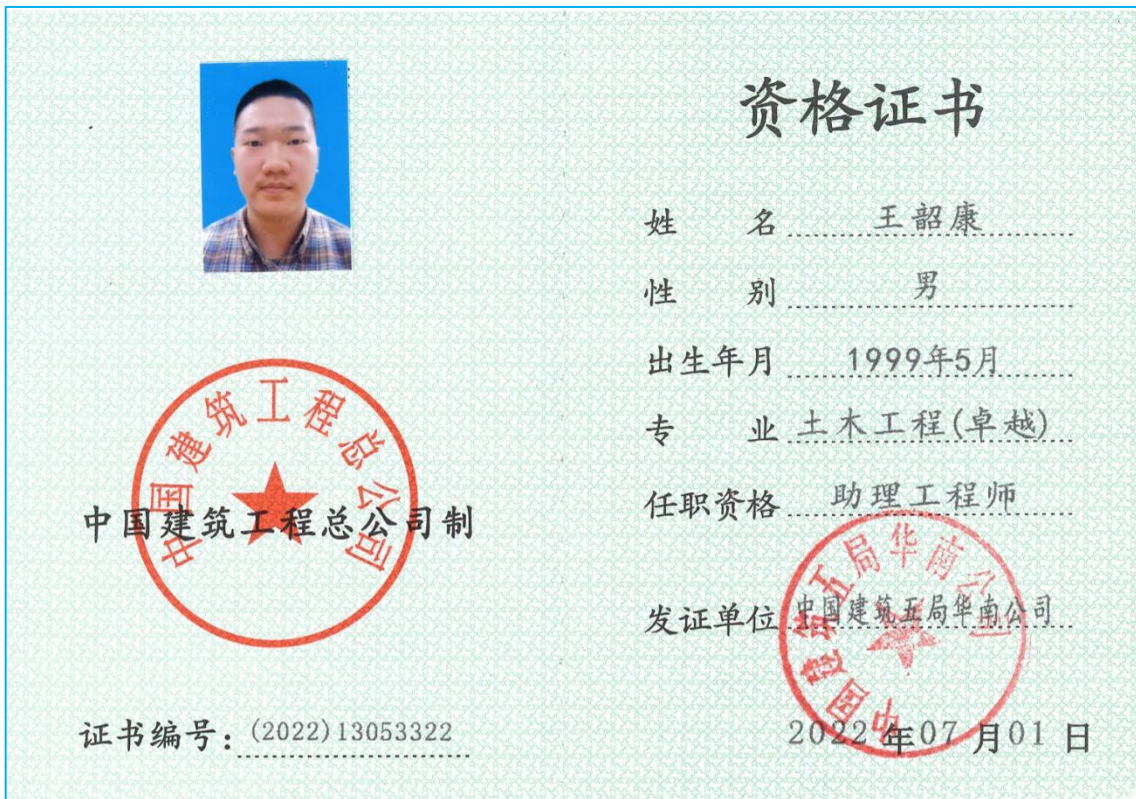 中国建筑工程总公司
中国建筑工程总公司制
证书编号：(2022)13053322
资格证书
姓 名 王韶康
性 别 男
出生年月 1999年5月
专 业 土木工程(卓越)
任职资格 助理工程师
发证单位 中国建筑五局华南公司
中国建筑五局华南公司
2022年07月01日